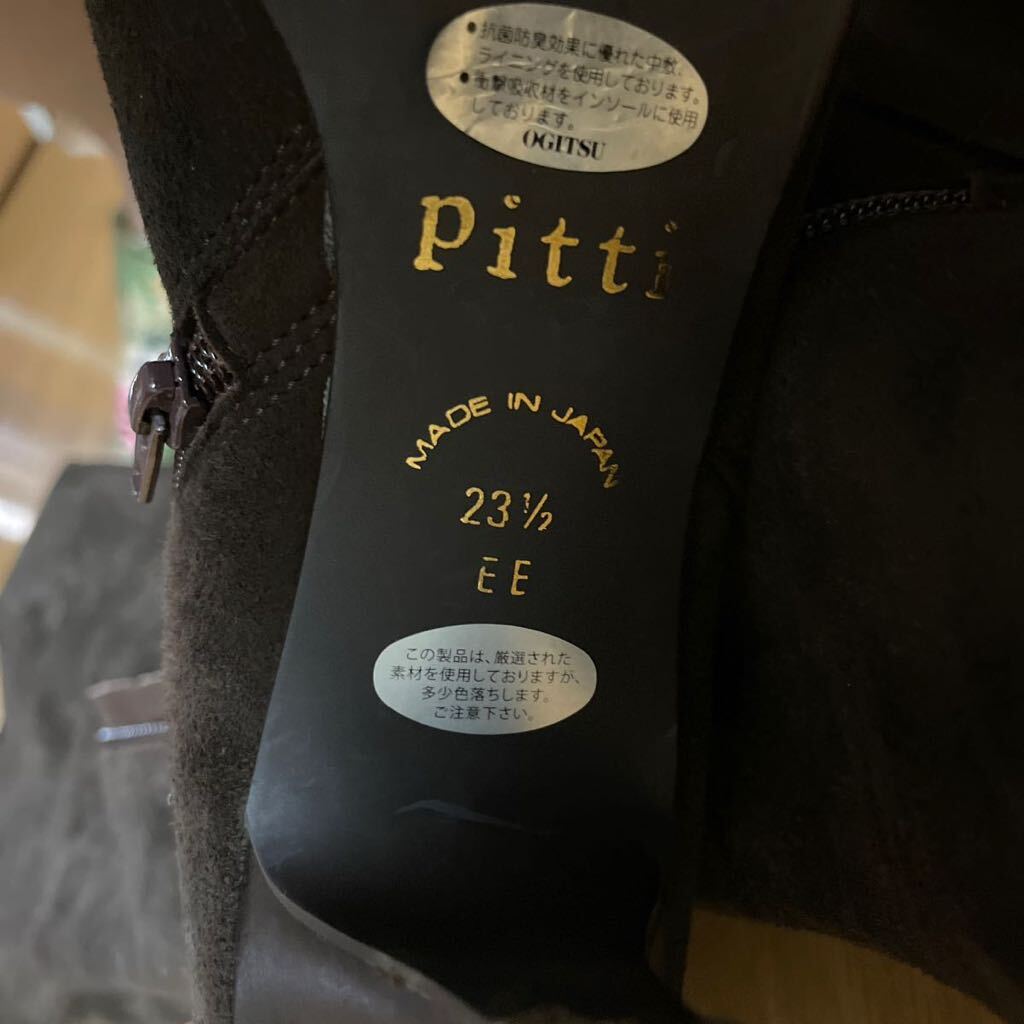 ●抗菌防臭効果に優れた中敷、
ライニングを使用しております。
●衝撃吸収材をインソールに使用
しております。
OGITSU
Pitti
MADE IN JAPAN
23 ½
EE
この製品は、厳選された
素材を使用しておりますが、
多少色落ちします。
ご注意下さい。